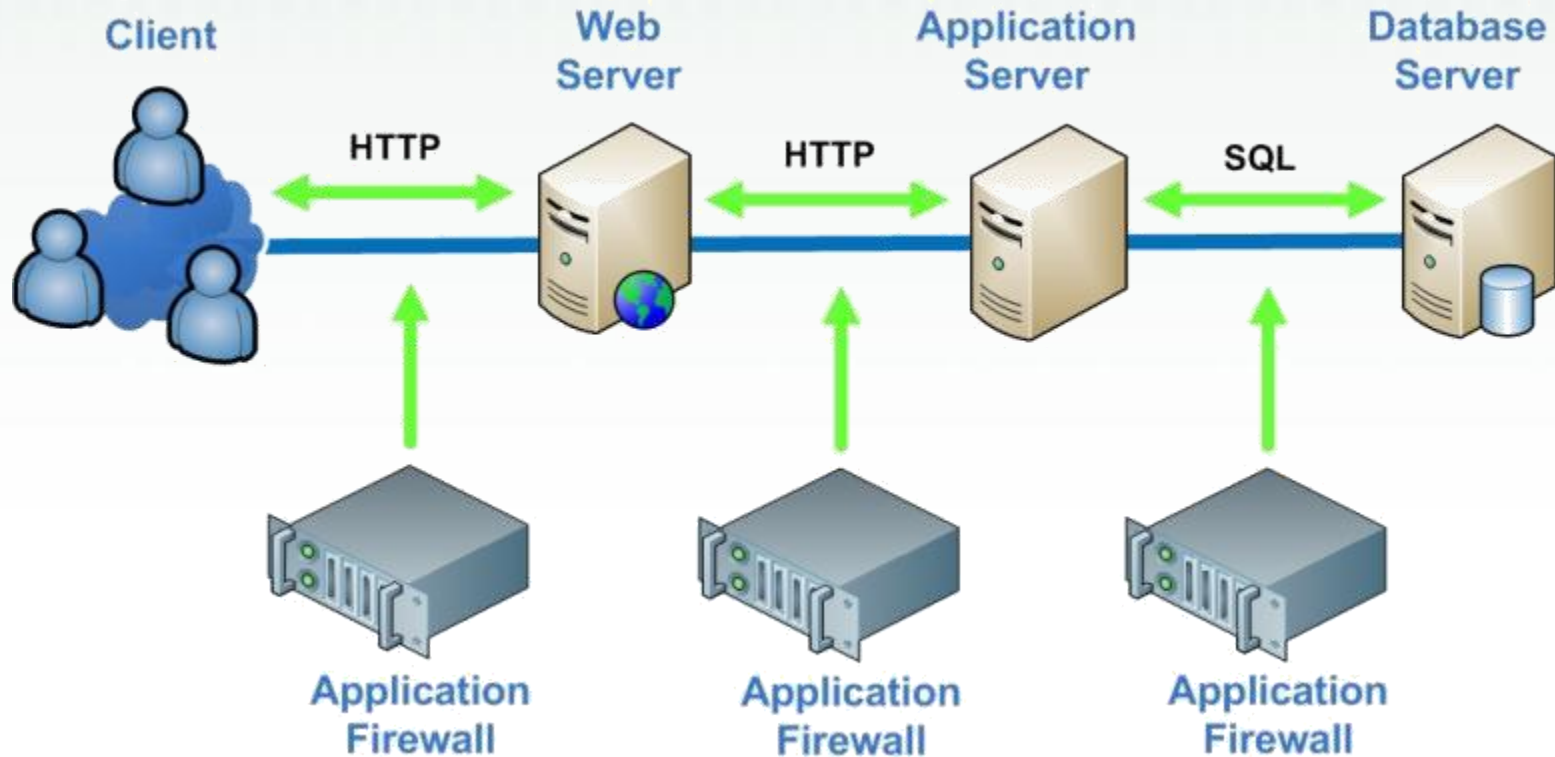 Client
Web
Server
Application
Server
Database
Server
HTTP
HTTP
SQL
Application
Firewall
Application
Firewall
Application
Firewall